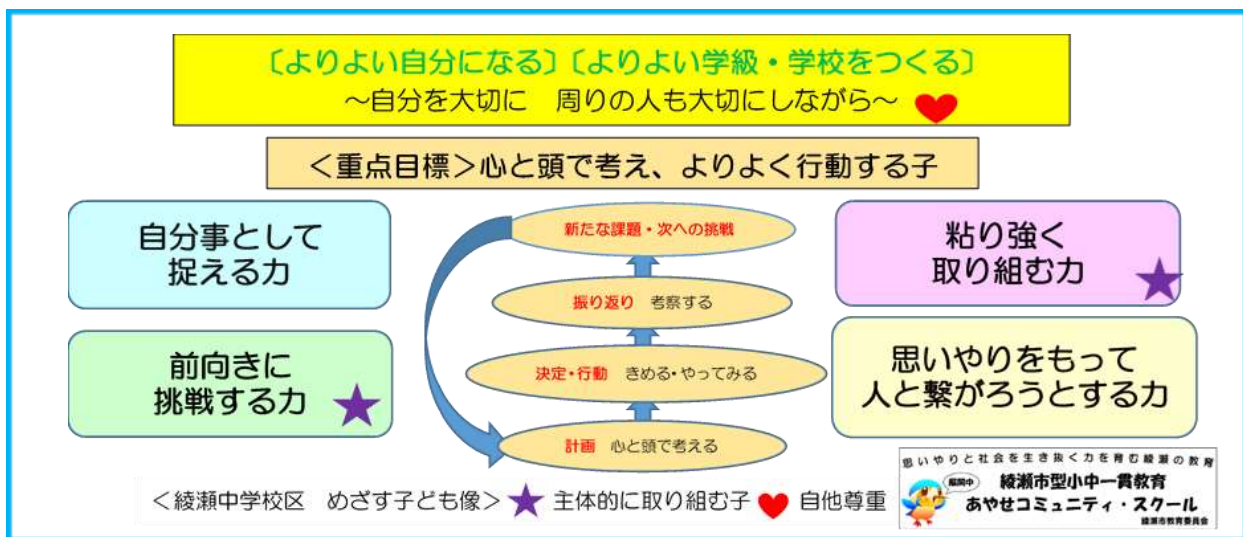 〔よりよい自分になる〕〔よりよい学級・学校をつくる〕
～自分を大切に　周りの人も大切にしながら～
＜重点目標＞心と頭で考え、よりよく行動する子
自分事として
捉える力
前向きに
挑戦する力
新たな課題・次への挑戦
振り返り　考察する
決定・行動　きめる・やってみる
計画　心と頭で考える
粘り強く
取り組む力
思いやりをもって
人と繋がろうとする力
＜綾瀬中学校区　めざす子ども像＞　主体的に取り組む子　自他尊重
思いやりと社会を生き抜く力を育む綾瀬の教育
展開中
綾瀬市型小中一貫教育
あやせコミュニティ・スクール
綾瀬市教育委員会